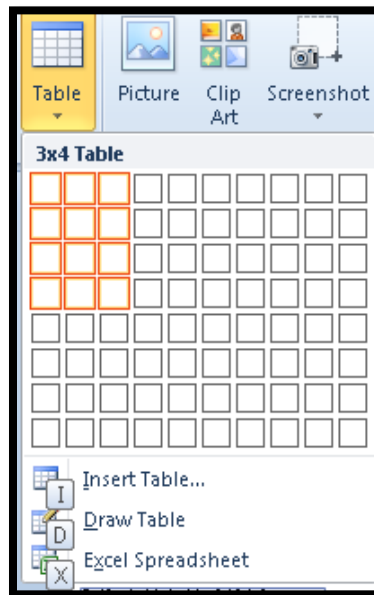 Table Picture Clip Art Screenshot
3x4 Table
Insert Table...
I
Draw Table
D
Excel Spreadsheet
X